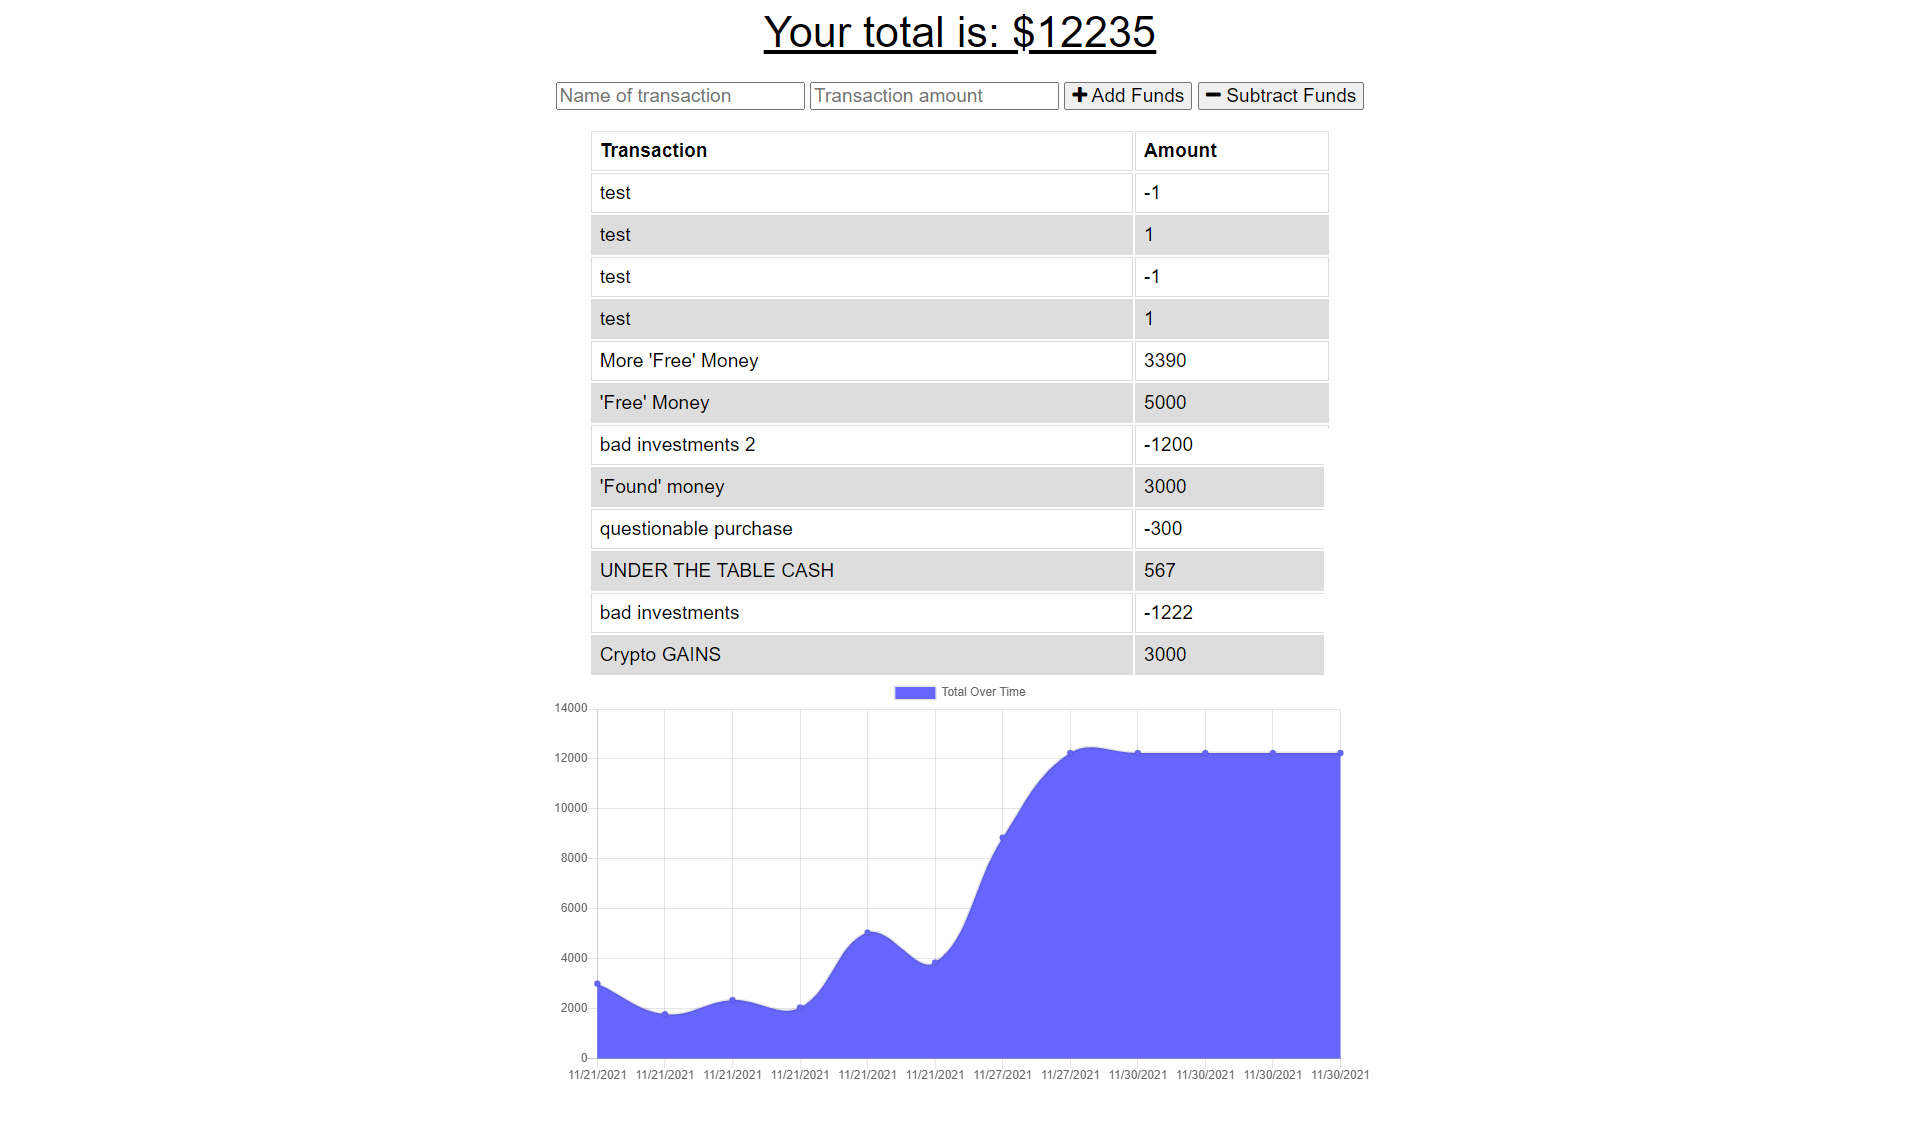 Your total is: $12235
Name of transaction Transaction amount + Add Funds − Subtract Funds
Transaction Amount
test -1
test 1
test -1
test 1
More 'Free' Money 3390
'Free' Money 5000
bad investments 2 -1200
'Found' money 3000
questionable purchase -300
UNDER THE TABLE CASH 567
bad investments -1222
Crypto GAINS 3000
Total Over Time
14000
12000
10000
8000
6000
4000
2000
0
11/21/2021 11/21/2021 11/21/2021 11/21/2021 11/21/2021 11/21/2021 11/27/2021 11/27/2021 11/30/2021 11/30/2021 11/30/2021 11/30/2021